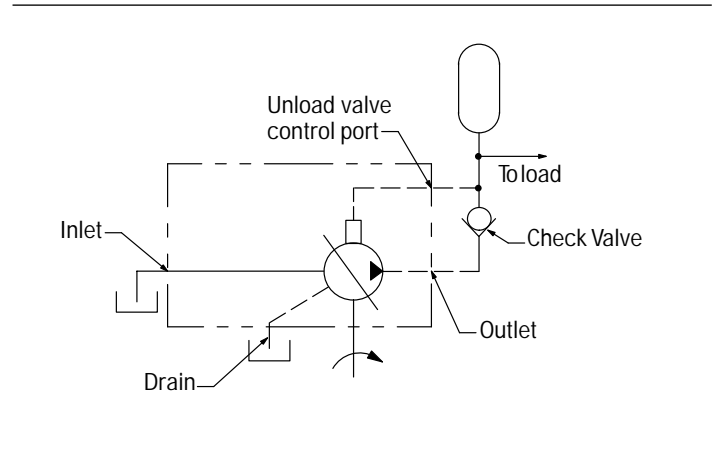 Unload valve
control port
To load
Inlet
Check Valve
Outlet
Drain